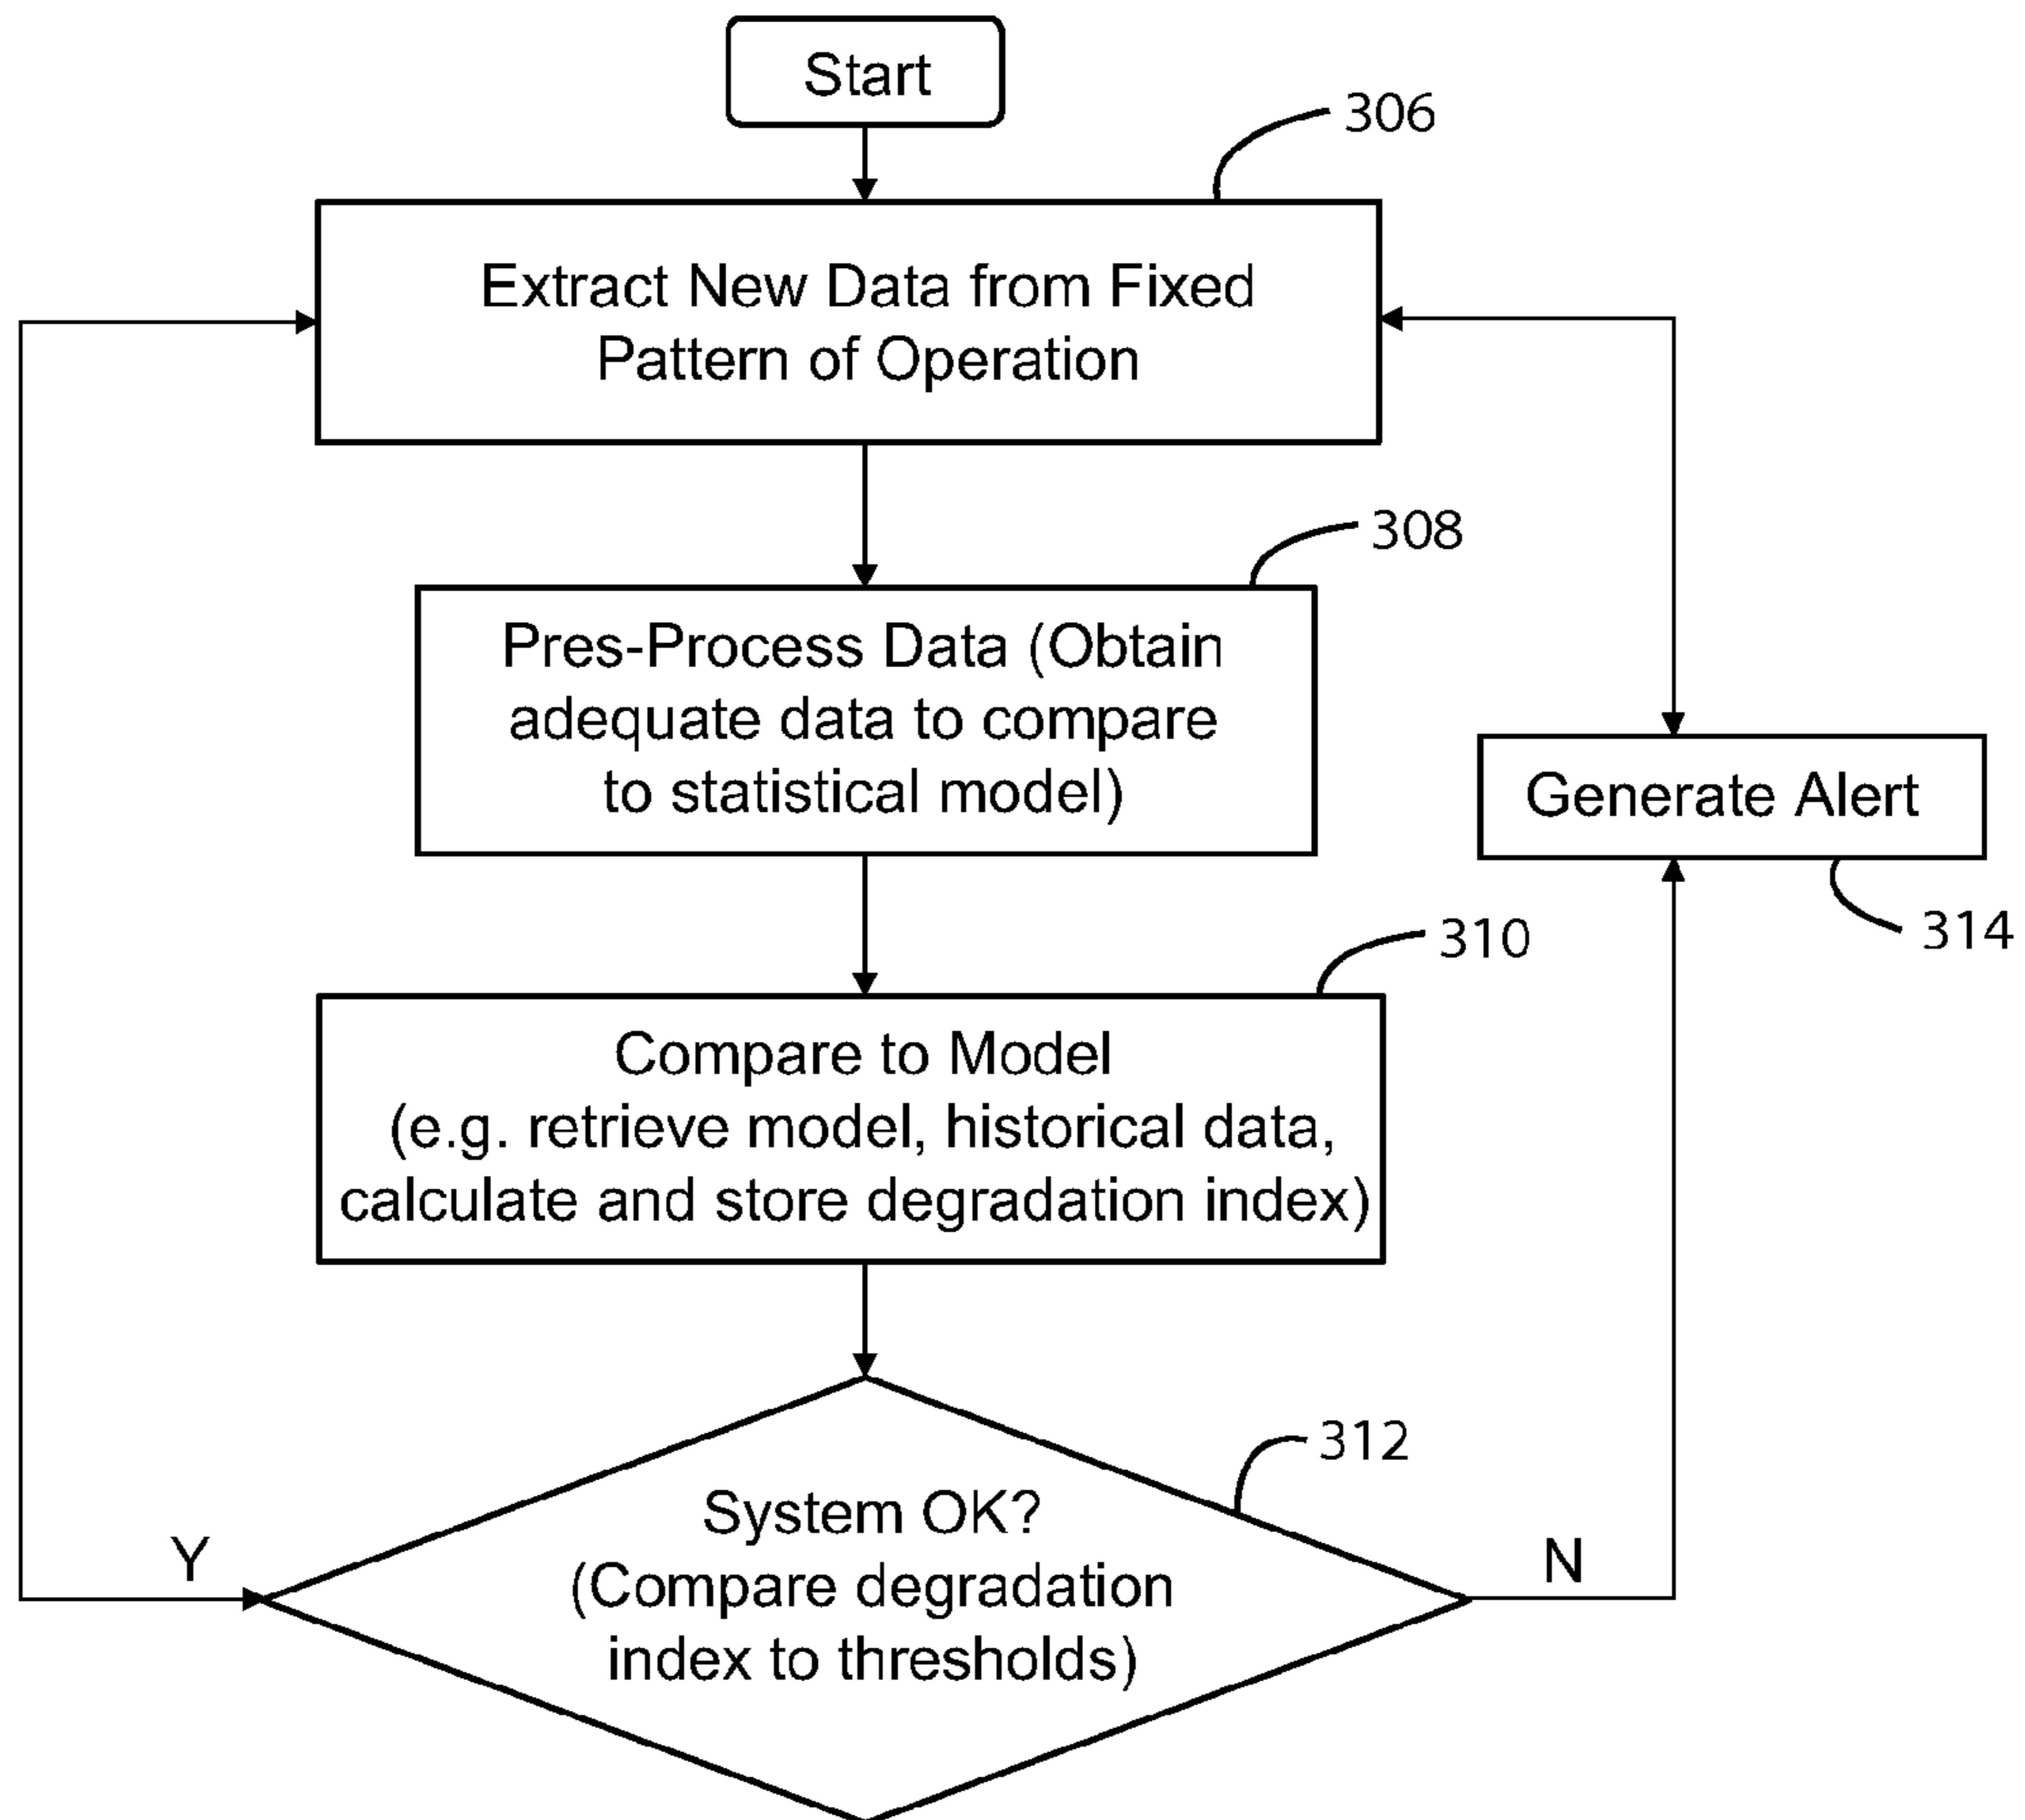 Start
306
Extract New Data from Fixed
Pattern of Operation
308
Pres-Process Data (Obtain
adequate data to compare
to statistical model)
Generate Alert
314
310
Compare to Model
(e.g. retrieve model, historical data,
calculate and store degradation index)
312
System OK?
(Compare degradation
index to thresholds)
Y
N